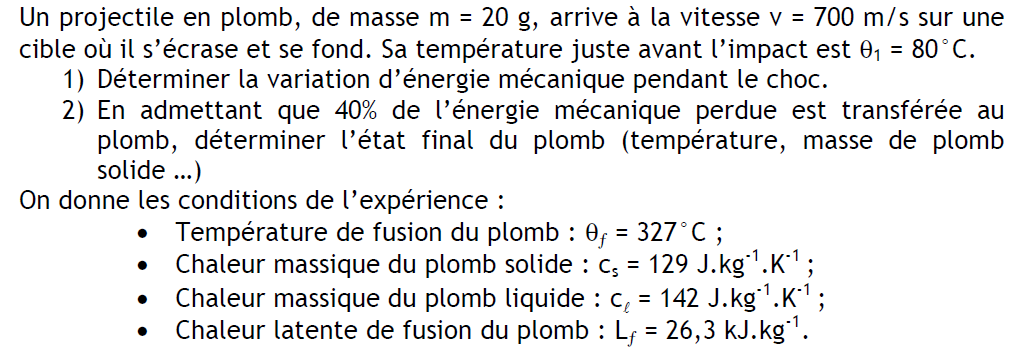 Un projectile en plomb, de masse m = 20 g, arrive à la vitesse v = 700 m/s sur une
cible où il s’écrase et se fond. Sa température juste avant l’impact est θ₁ = 80°C.
1) Déterminer la variation d’énergie mécanique pendant le choc.
2) En admettant que 40% de l’énergie mécanique perdue est transférée au
plomb, déterminer l’état final du plomb (température, masse de plomb
solide …)
On donne les conditions de l’expérience :
• Température de fusion du plomb : θf = 327°C ;
• Chaleur massique du plomb solide : cs = 129 J.kg⁻¹.K⁻¹ ;
• Chaleur massique du plomb liquide : cℓ = 142 J.kg⁻¹.K⁻¹ ;
• Chaleur latente de fusion du plomb : Lf = 26,3 kJ.kg⁻¹.